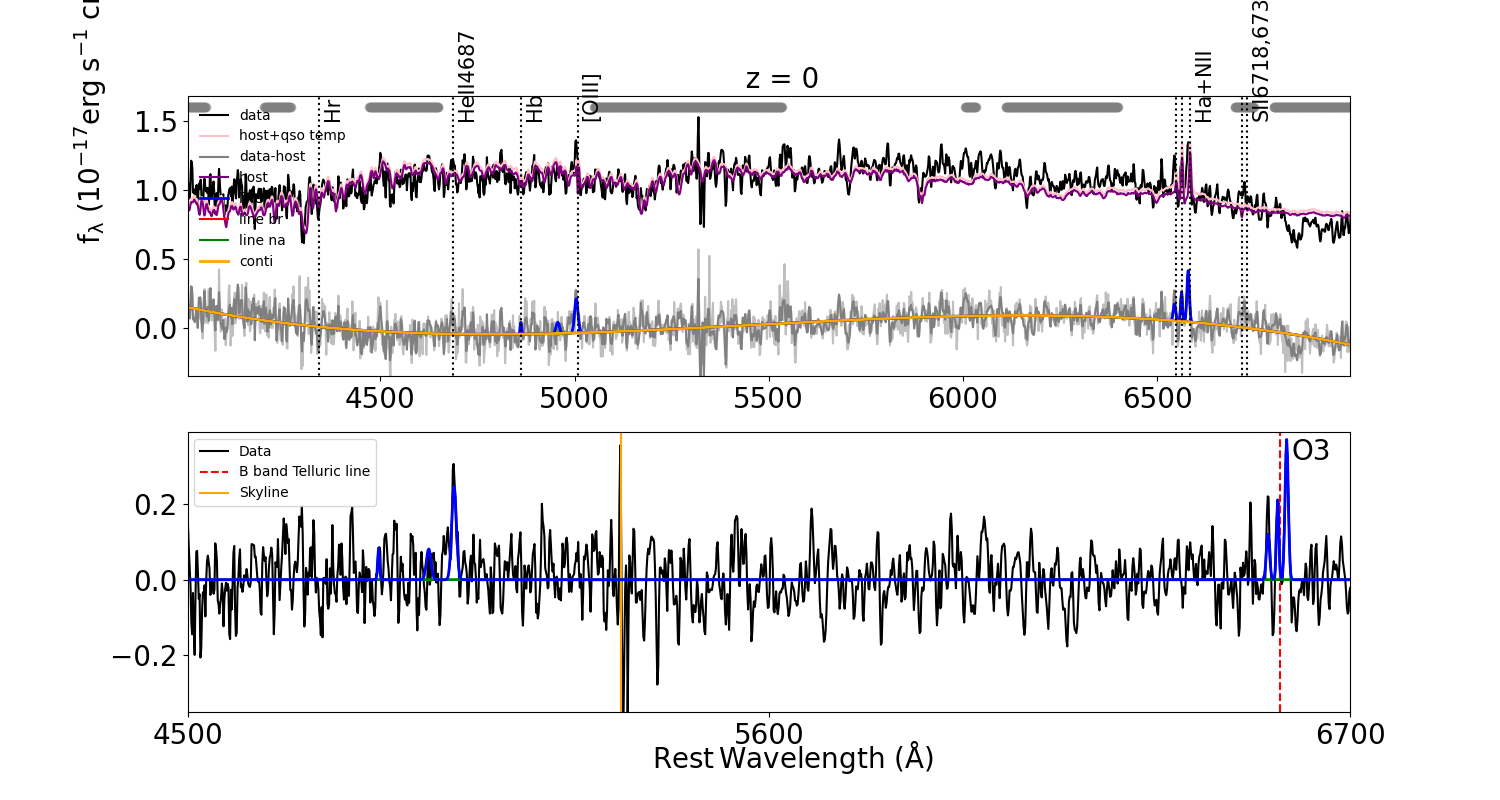 z = 0
f_λ (10^−17 erg s^−1 c
Hr
HeII4687
Hb
[OIII]
Ha+NII
SII6718,673
data
host+qso temp
data-host
host
line br
line na
conti
1.5
1.0
0.5
0.0
4500 5000 5500 6000 6500
Data
B band Telluric line
Skyline
O3
0.2
0.0
−0.2
4500 5600 6700
Rest Wavelength (Å)